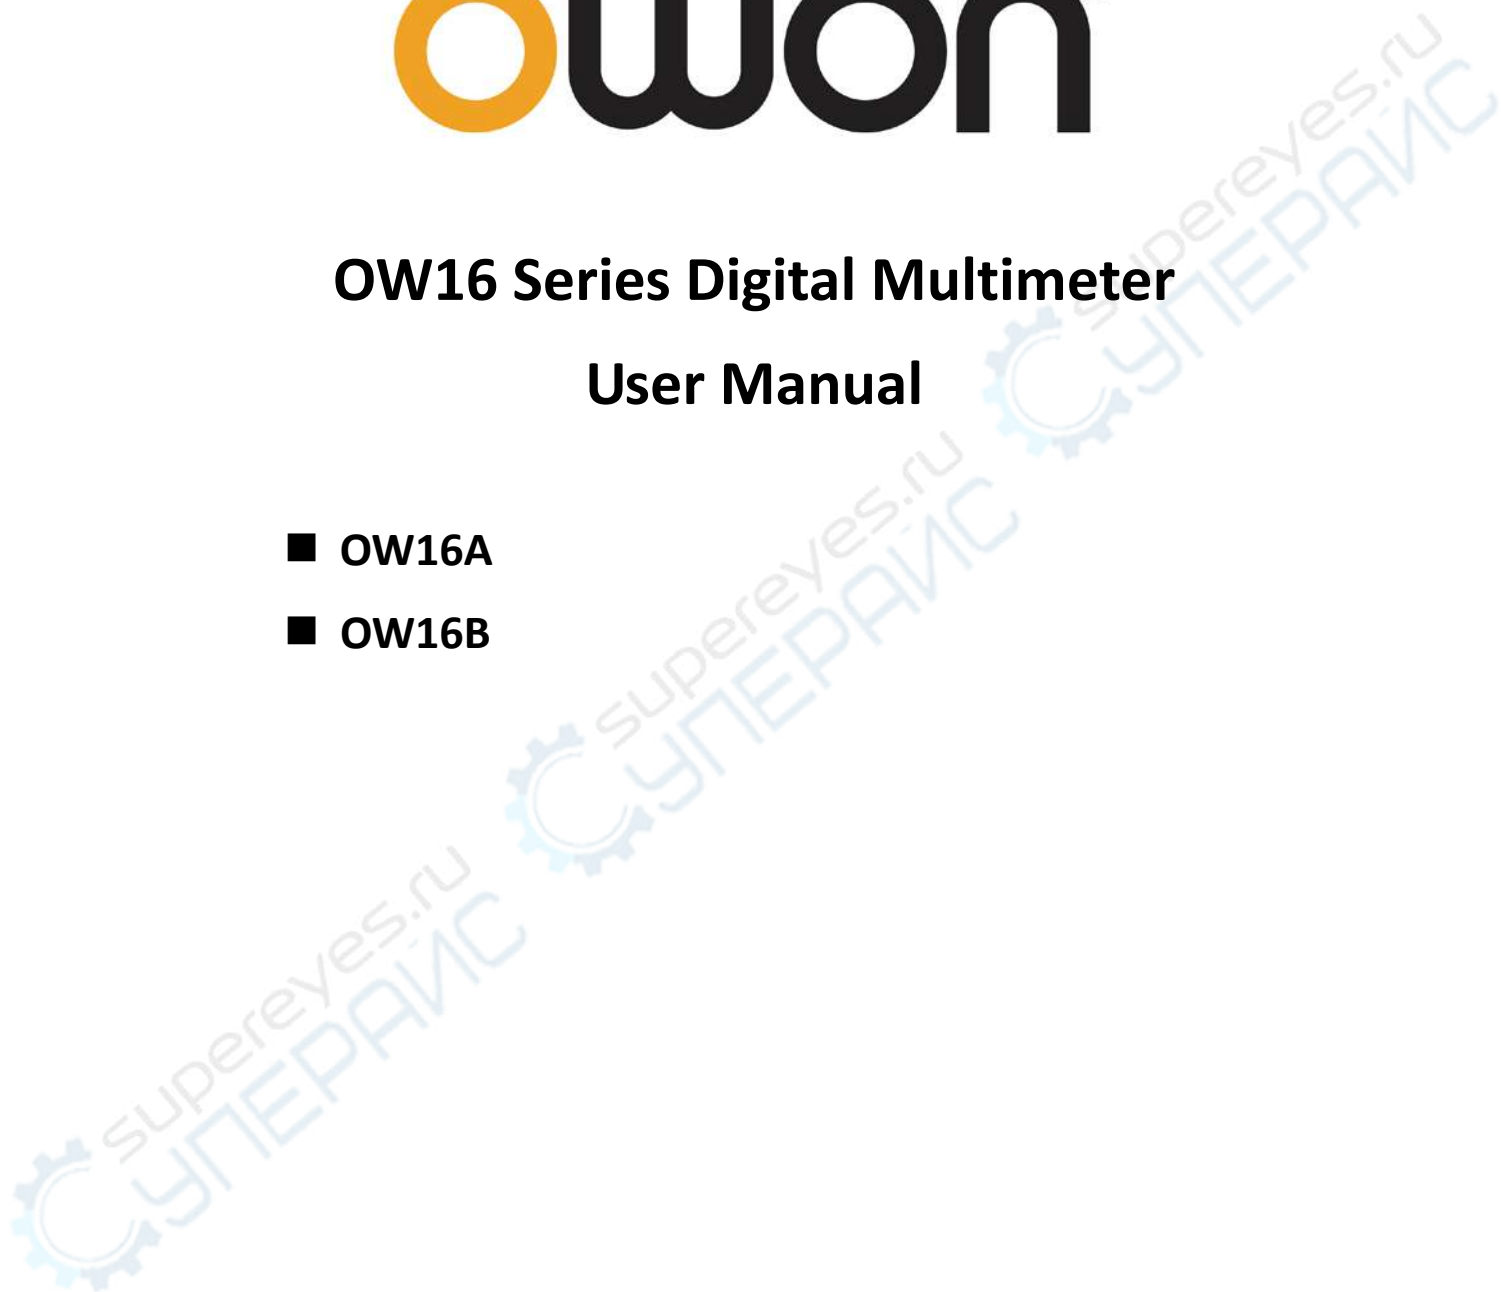 owon
OW16 Series Digital Multimeter
User Manual
■ OW16A
■ OW16B
supereyes.ru
СУПЕРАЙС
supereyes.ru
СУПЕРАЙС
supereyes.ru
СУПЕРАЙС